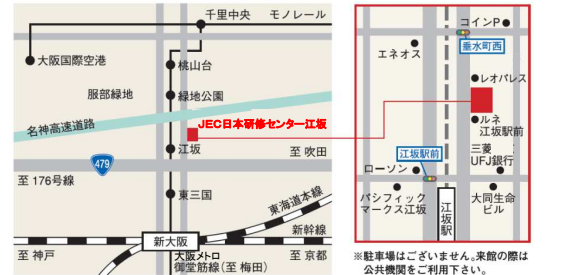 千里中央
モノレール
大阪国際空港
桃山台
服部緑地
緑地公園
名神高速道路
JEC日本研修センター江坂
江坂
至 吹田
479
至 176号線
東三国
東海道本線
新幹線
新大阪
至 神戸
大阪メトロ
御堂筋線(至 梅田)
至 京都
コインP
垂水町西
エネオス
レオパレス
ルネ
江坂駅前
江坂駅前
三菱
UFJ銀行
ローソン
パシフィック
マークス江坂
江坂駅
大同生命
ビル
※駐車場はございません。来館の際は
公共機関をご利用下さい。